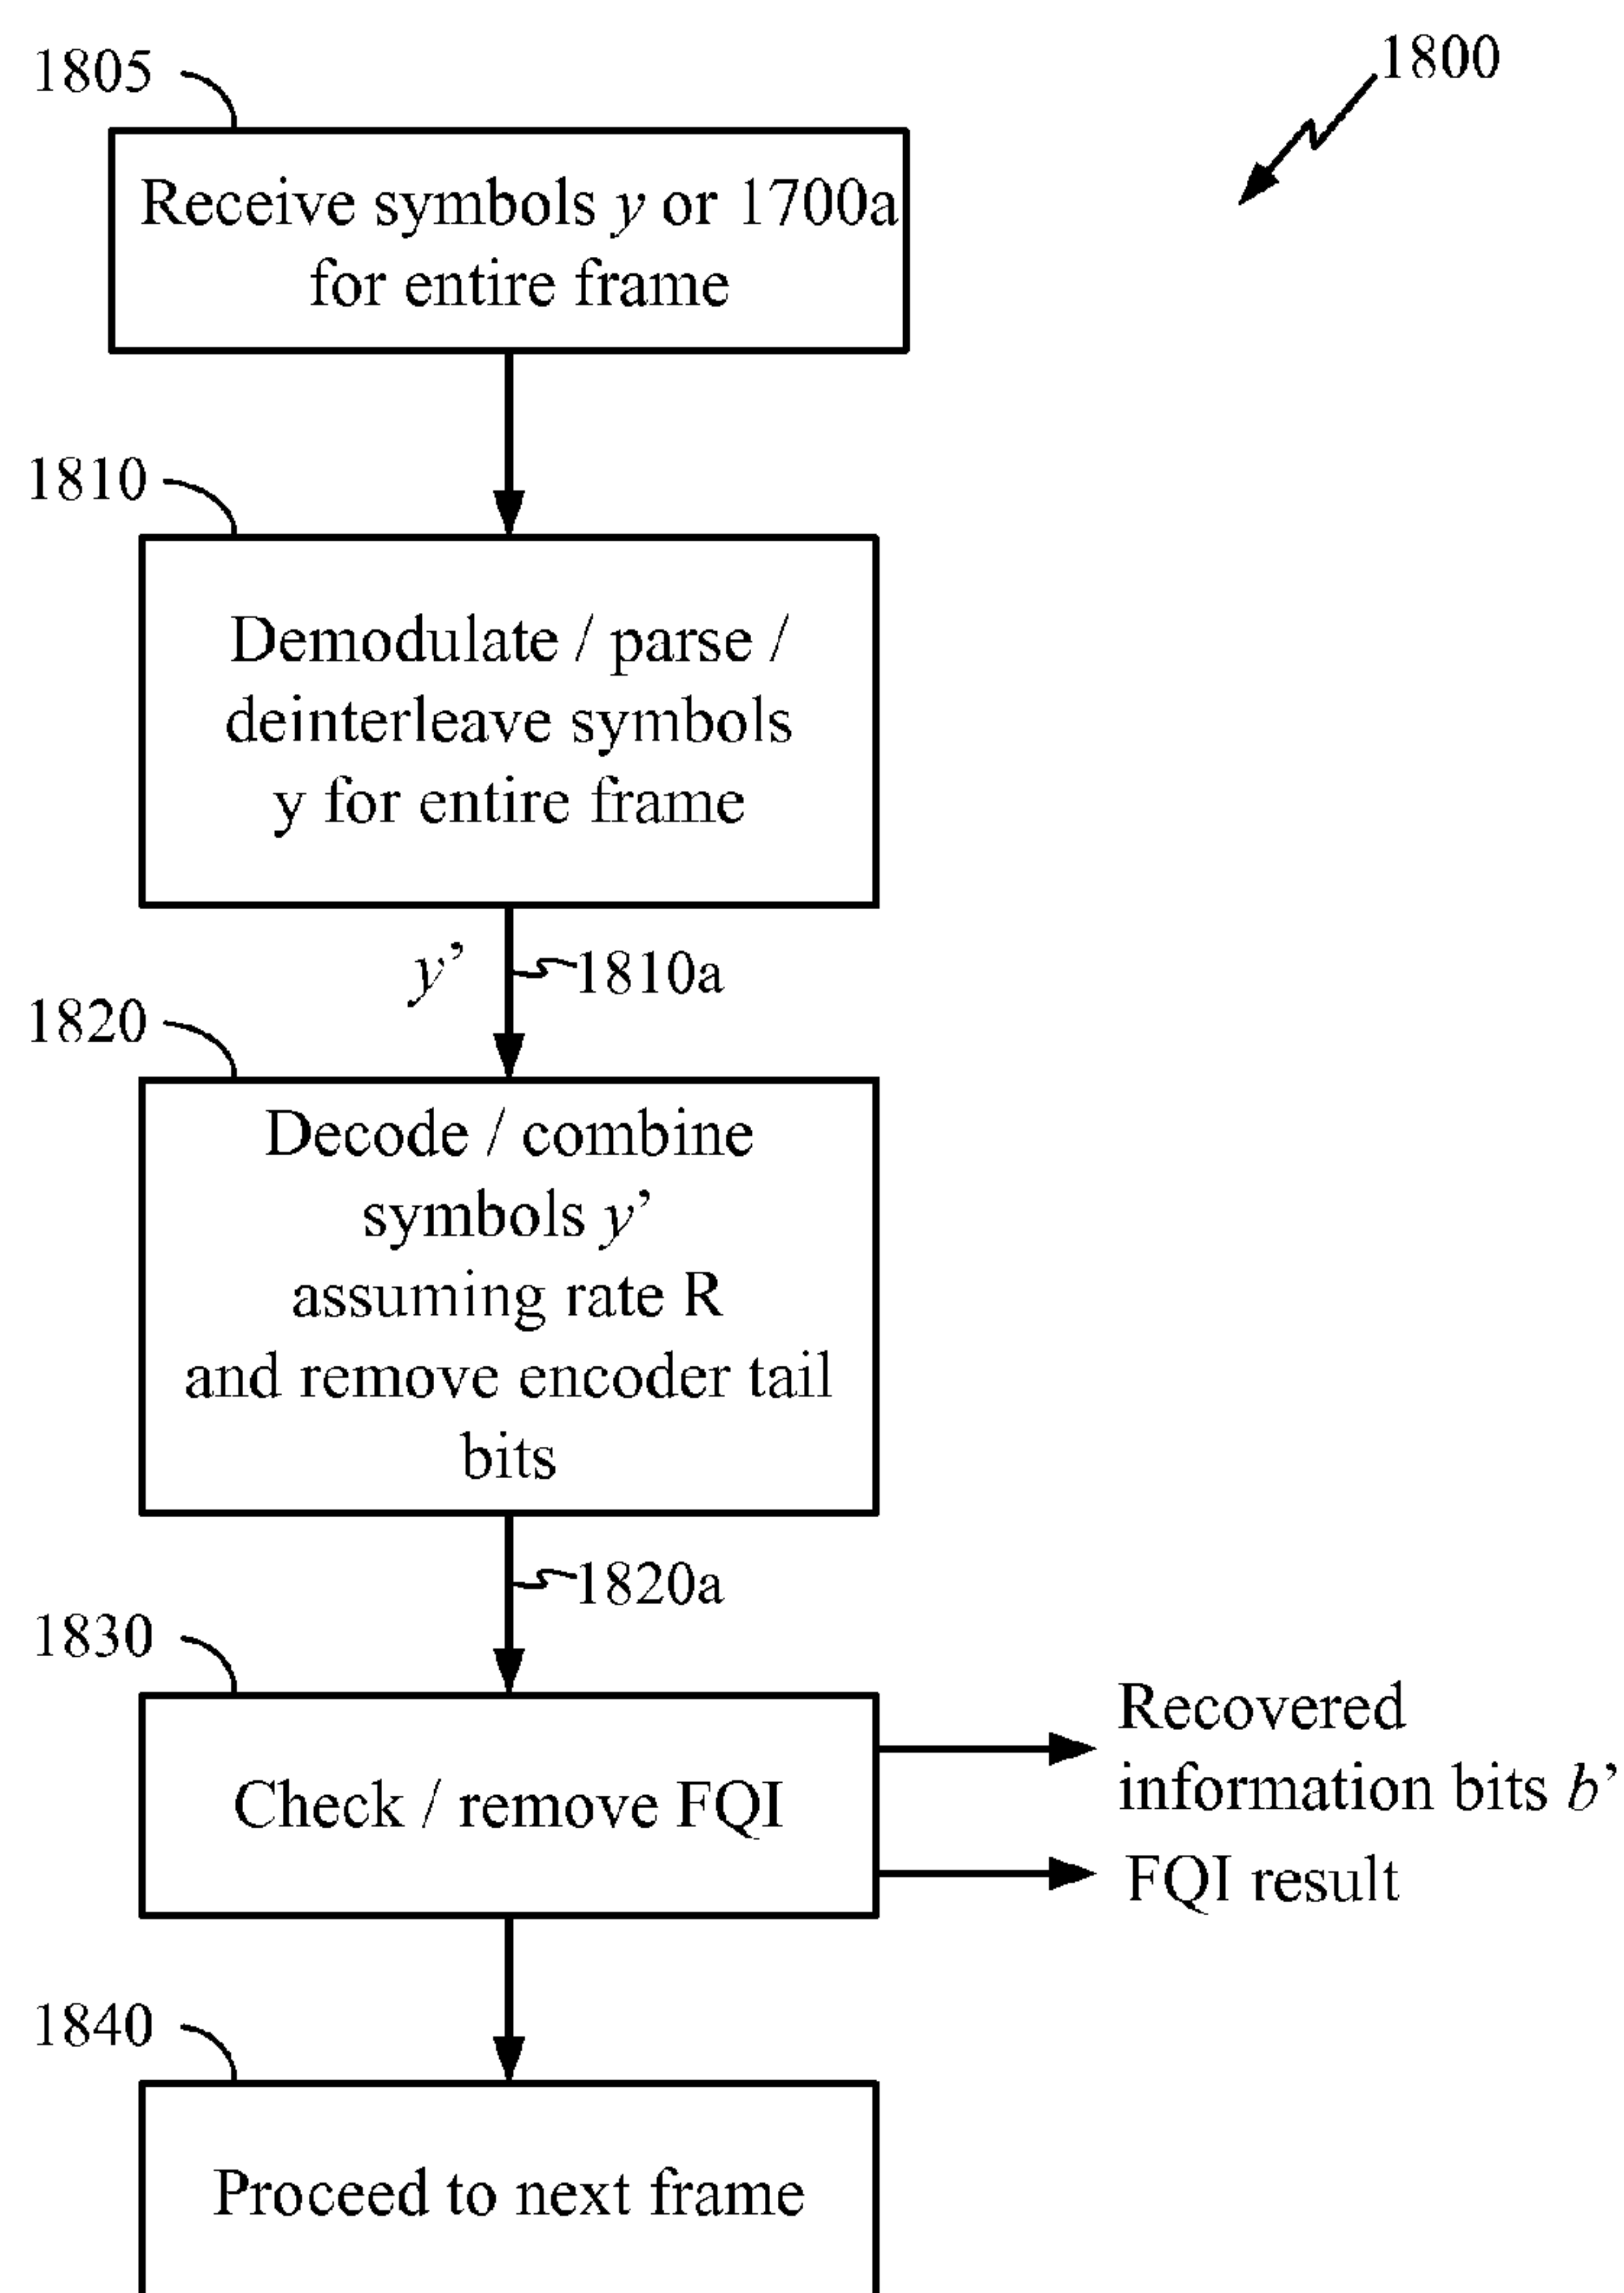 1805
1800
Receive symbols y or 1700a
for entire frame
1810
Demodulate / parse /
deinterleave symbols
y for entire frame
y’
1810a
1820
Decode / combine
symbols y’
assuming rate R
and remove encoder tail
bits
1820a
1830
Check / remove FQI
Recovered
information bits b’
FQI result
1840
Proceed to next frame